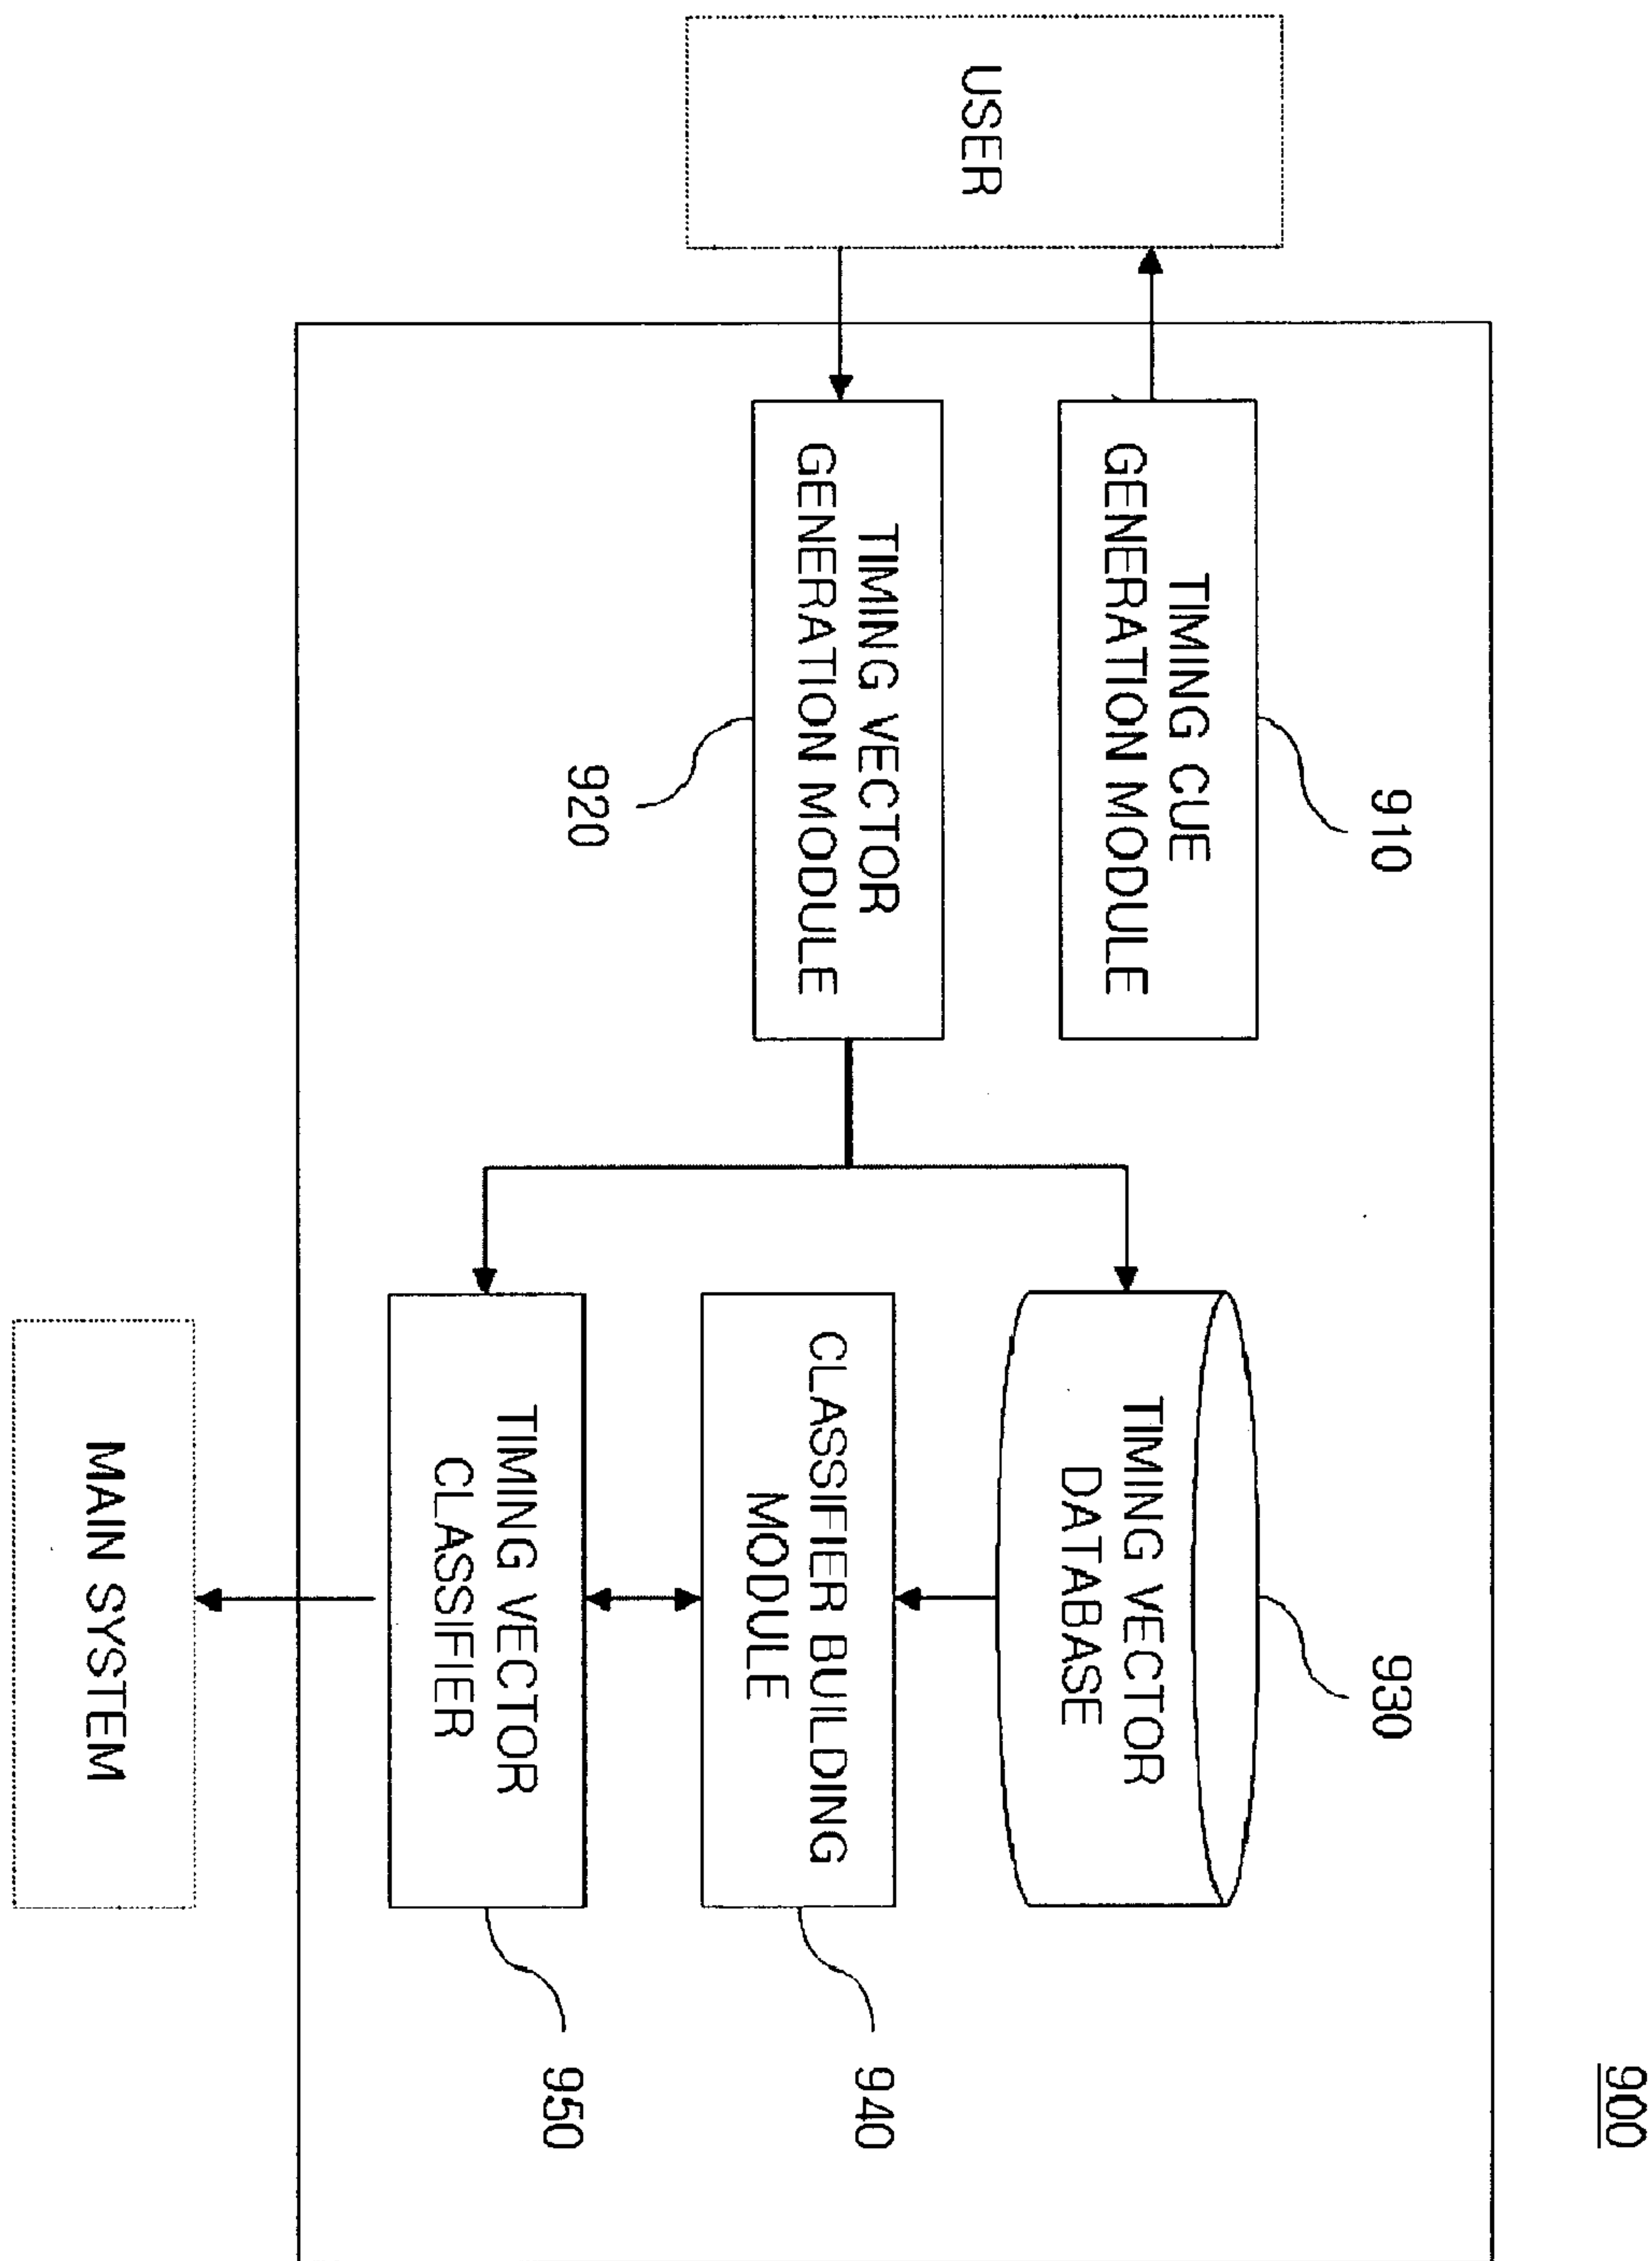 900
USER
910
TIMING CUE
GENERATION MODULE
TIMING VECTOR
GENERATION MODULE
920
930
TIMING VECTOR
DATABASE
CLASSIFIER BUILDING
MODULE
940
TIMING VECTOR
CLASSIFIER
950
MAIN SYSTEM